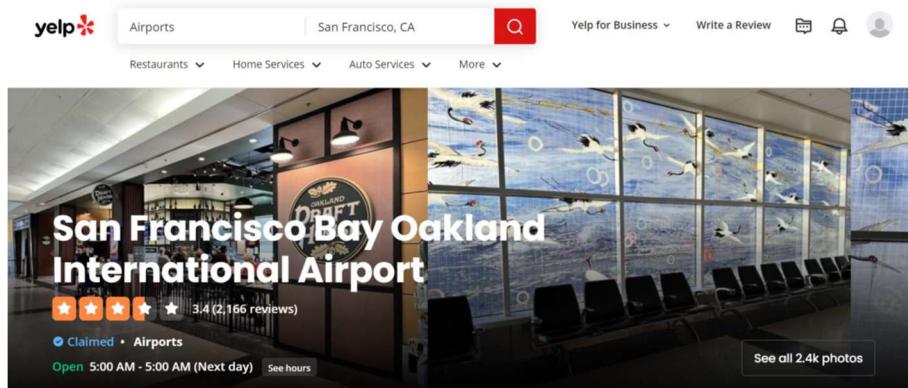 yelp
Airports
San Francisco, CA
Yelp for Business
Write a Review
Restaurants
Home Services
Auto Services
More
OAKLAND
DRAFT
San Francisco Bay Oakland
International Airport
3.4 (2,166 reviews)
Claimed • Airports
Open 5:00 AM - 5:00 AM (Next day) See hours
See all 2.4k photos